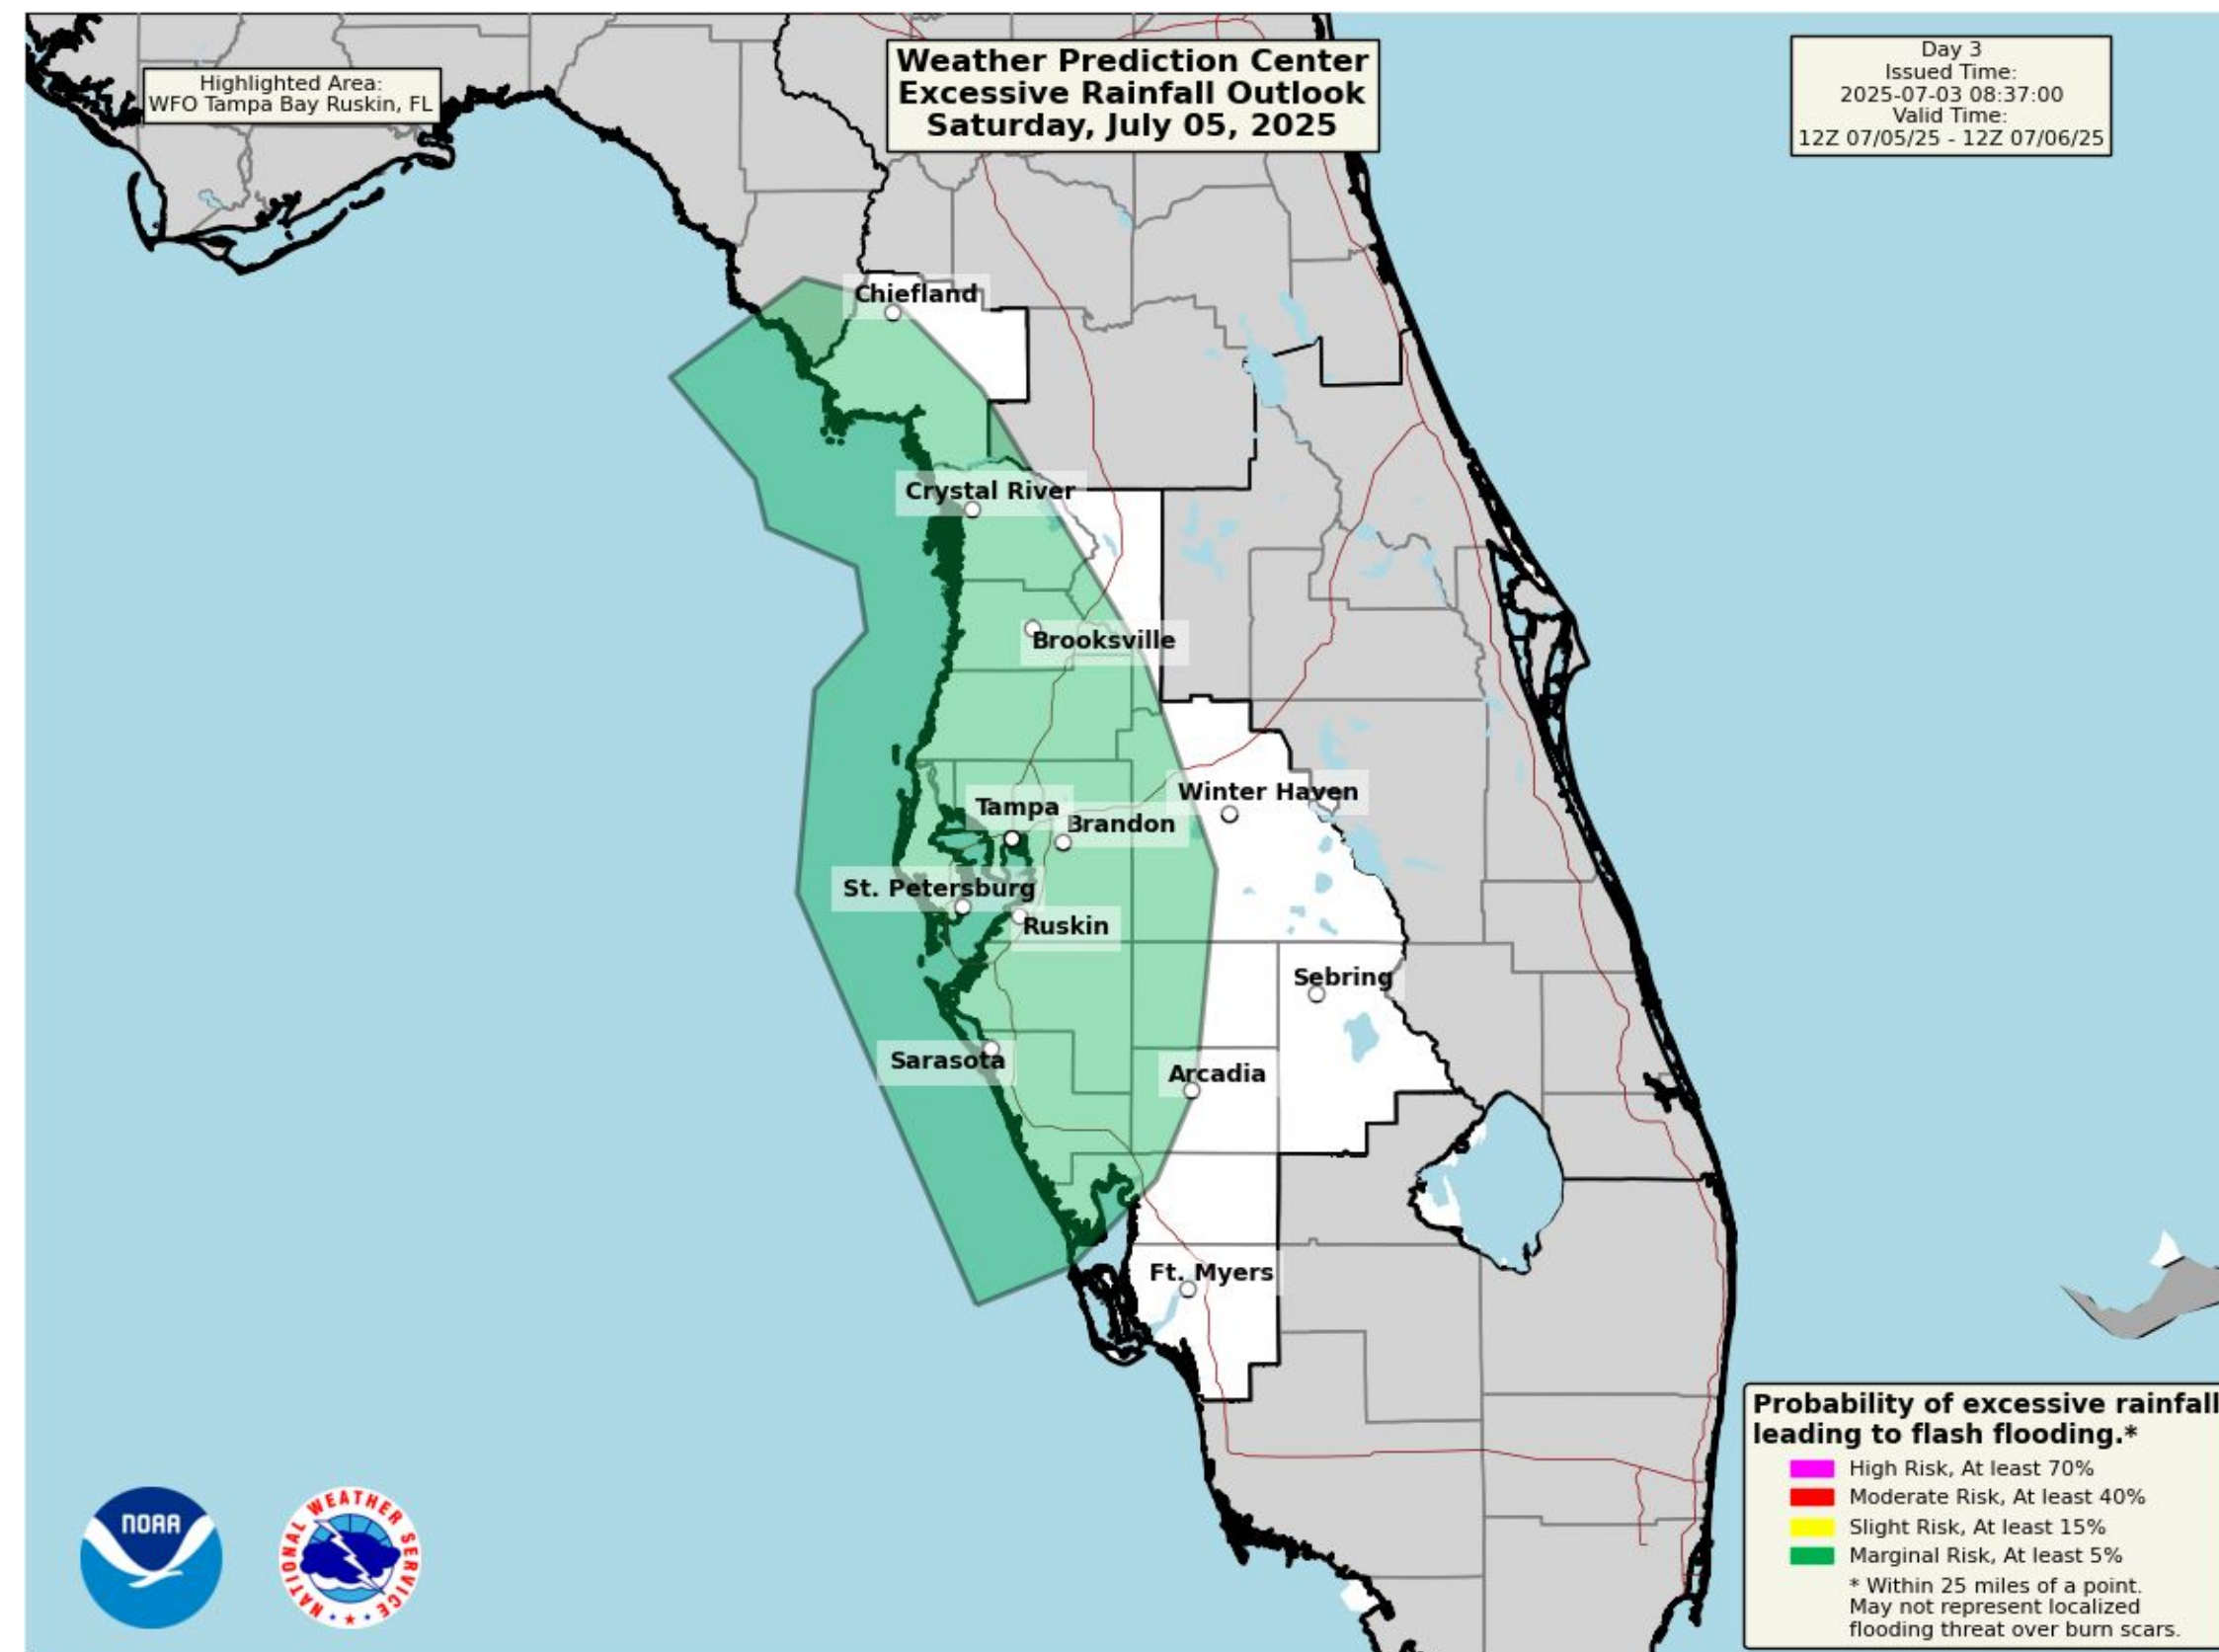 Highlighted Area:
WFO Tampa Bay Ruskin, FL
Weather Prediction Center
Excessive Rainfall Outlook
Saturday, July 05, 2025
Day 3
Issued Time:
2025-07-03 08:37:00
Valid Time:
12Z 07/05/25 - 12Z 07/06/25
Chiefland
Crystal River
Brooksville
Winter Haven
Tampa
Brandon
St. Petersburg
Ruskin
Sebring
Sarasota
Arcadia
Ft. Myers
NOAA
NATIONAL WEATHER SERVICE
Probability of excessive rainfall
leading to flash flooding.*
High Risk, At least 70%
Moderate Risk, At least 40%
Slight Risk, At least 15%
Marginal Risk, At least 5%
* Within 25 miles of a point.
May not represent localized
flooding threat over burn scars.